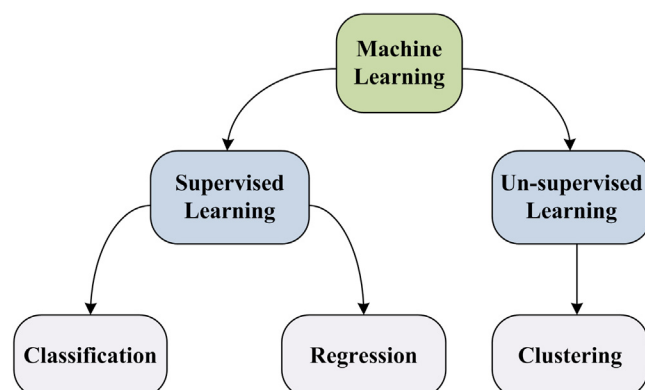 Machine
Learning
Supervised
Learning
Un-supervised
Learning
Classification
Regression
Clustering